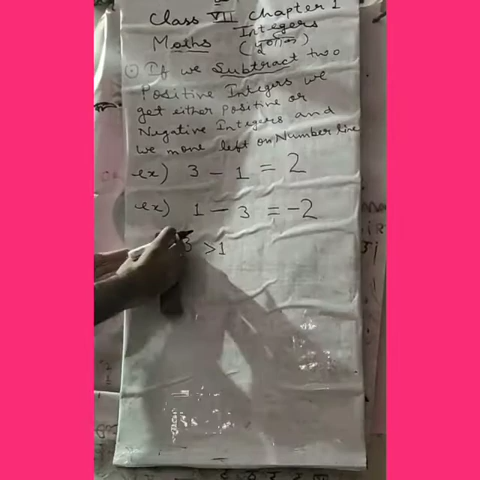 Class VII Chapter 1
Integers
Maths
If we Subtract two
Positive Integers we
get either Positive or
Negative Integers and
We move left on Number line
ex) 3 - 1 = 2
ex) 1 - 3 = -2
3 > 1